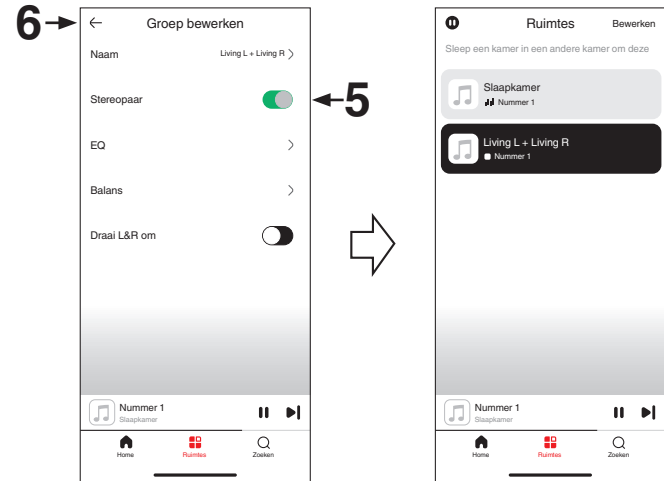 6
Groep bewerken
Naam Living L + Living R
Stereopaar
5
EQ
Balans
Draai L&R om
Nummer 1
Slaapkamer
Home Ruimtes Zoeken
Ruimtes Bewerken
Sleep een kamer in een andere kamer om deze
Slaapkamer
Nummer 1
Living L + Living R
Nummer 1
Nummer 1
Slaapkamer
Home Ruimtes Zoeken